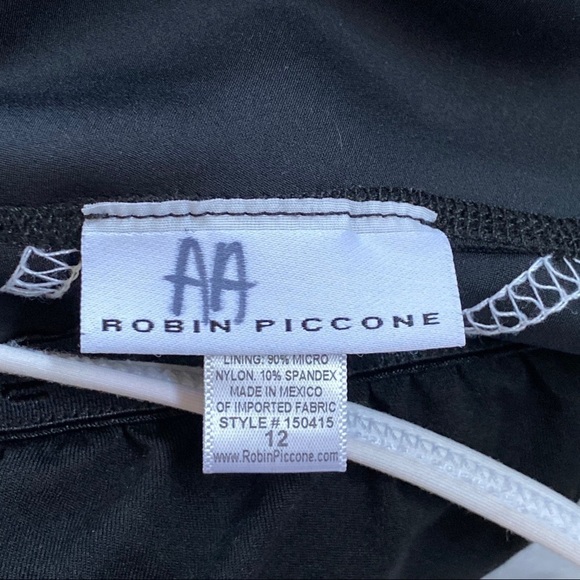 AA
ROBIN PICCONE
LINING: 90% MICRO
NYLON. 10% SPANDEX
MADE IN MEXICO
OF IMPORTED FABRIC
STYLE # 150415
12
www.RobinPiccone.com